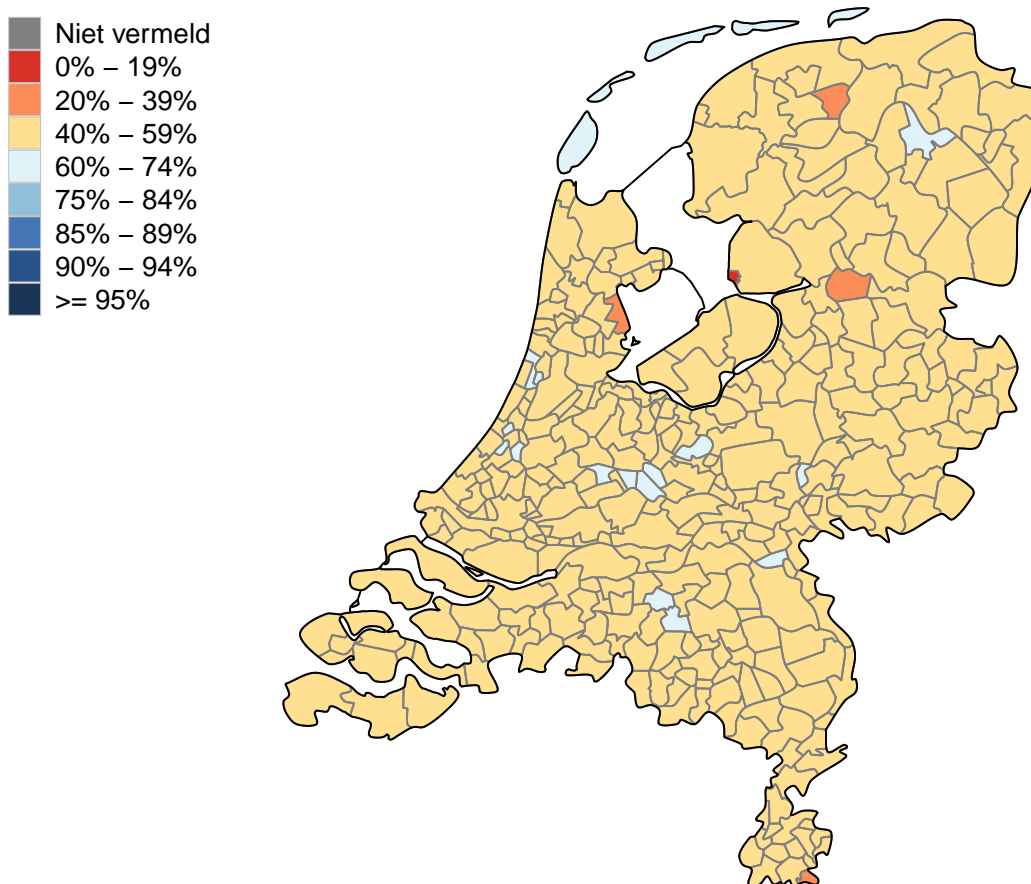 Niet vermeld
0% – 19%
20% – 39%
40% – 59%
60% – 74%
75% – 84%
85% – 89%
90% – 94%
>= 95%